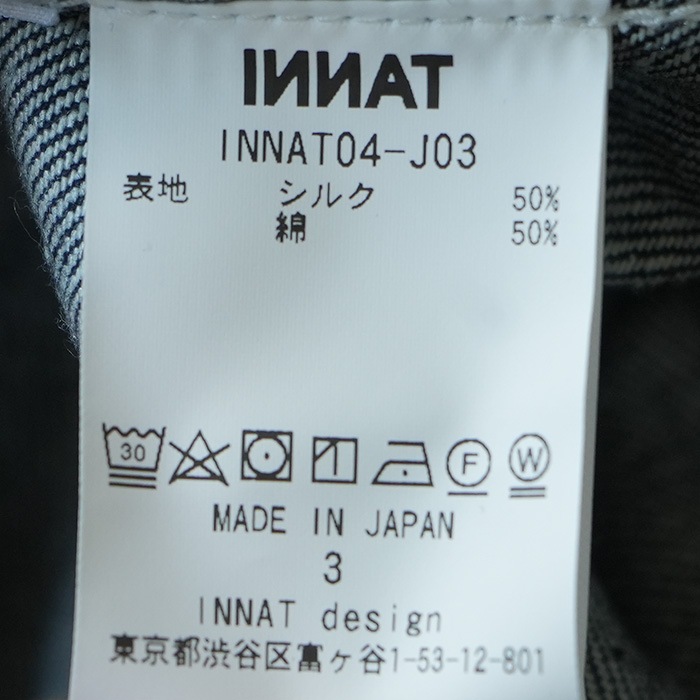 INNAT
INNAT04-J03
表地 シルク 50%
綿 50%
30 F W
MADE IN JAPAN
3
INNAT design
東京都渋谷区富ヶ谷1-53-12-801